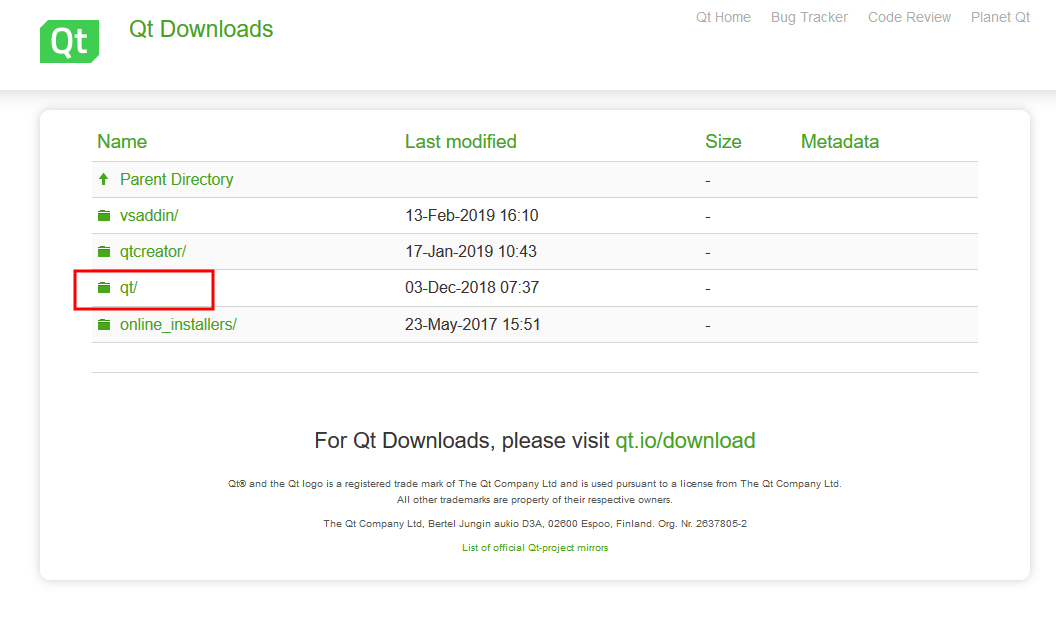 Qt Qt Downloads Qt Home Bug Tracker Code Review Planet Qt
Name Last modified Size Metadata
Parent Directory -
vsaddin/ 13-Feb-2019 16:10 -
qtcreator/ 17-Jan-2019 10:43 -
qt/ 03-Dec-2018 07:37 -
online_installers/ 23-May-2017 15:51 -
For Qt Downloads, please visit qt.io/download
Qt® and the Qt logo is a registered trade mark of The Qt Company Ltd and is used pursuant to a license from The Qt Company Ltd.
All other trademarks are property of their respective owners.
The Qt Company Ltd, Bertel Jungin aukio D3A, 02600 Espoo, Finland. Org. Nr. 2637805-2
List of official Qt-project mirrors